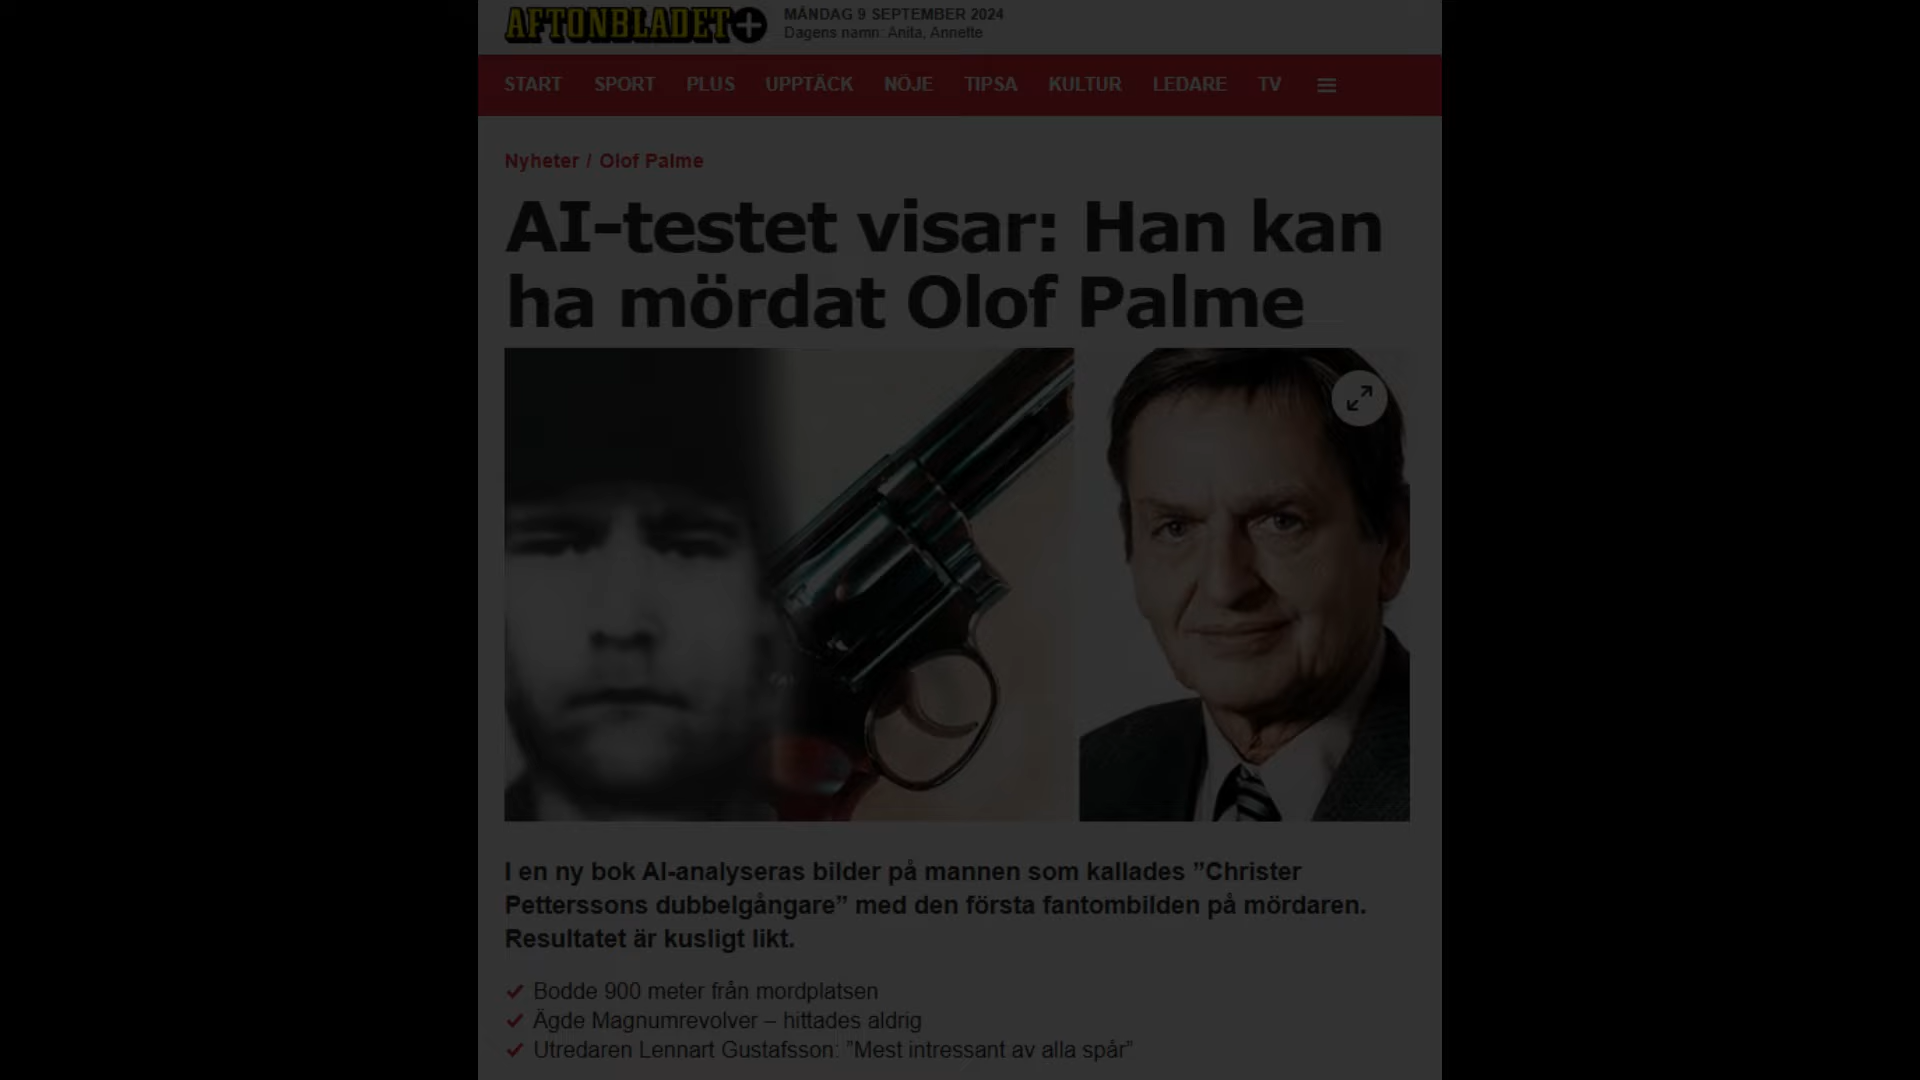 AFTONBLADET+
MÅNDAG 9 SEPTEMBER 2024
Dagens namn: Anita, Annette
START SPORT PLUS UPPTÄCK NÖJE TIPSA KULTUR LEDARE TV
Nyheter / Olof Palme
AI-testet visar: Han kan
ha mördat Olof Palme
I en ny bok AI-analyseras bilder på mannen som kallades ”Christer
Petterssons dubbelgångare” med den första fantombilden på mördaren.
Resultatet är kusligt likt.
Bodde 900 meter från mordplatsen
Ägde Magnumrevolver – hittades aldrig
Utredaren Lennart Gustafsson: ”Mest intressant av alla spår”